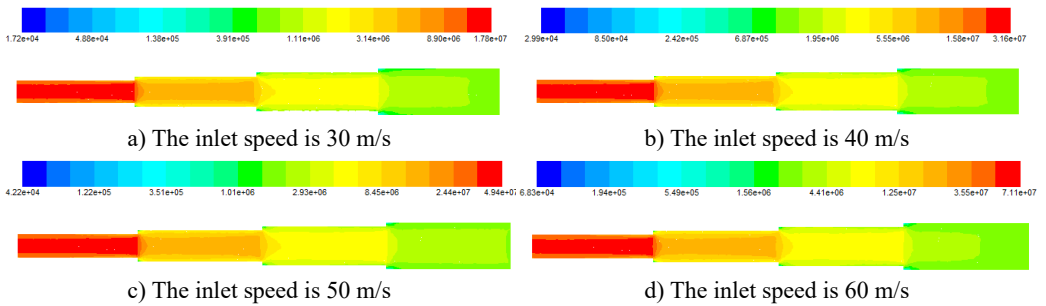 1.72e+04 4.88e+04 1.38e+05 3.91e+05 1.11e+06 3.14e+06 8.90e+06 1.78e+07
2.99e+04 8.50e+04 2.42e+05 6.87e+05 1.95e+06 5.55e+06 1.58e+07 3.16e+07
a) The inlet speed is 30 m/s
b) The inlet speed is 40 m/s
4.22e+04 1.22e+05 3.51e+05 1.01e+06 2.93e+06 8.45e+06 2.44e+07 4.94e+07
6.83e+04 1.94e+05 5.49e+05 1.56e+06 4.41e+06 1.25e+07 3.55e+07 7.11e+07
c) The inlet speed is 50 m/s
d) The inlet speed is 60 m/s